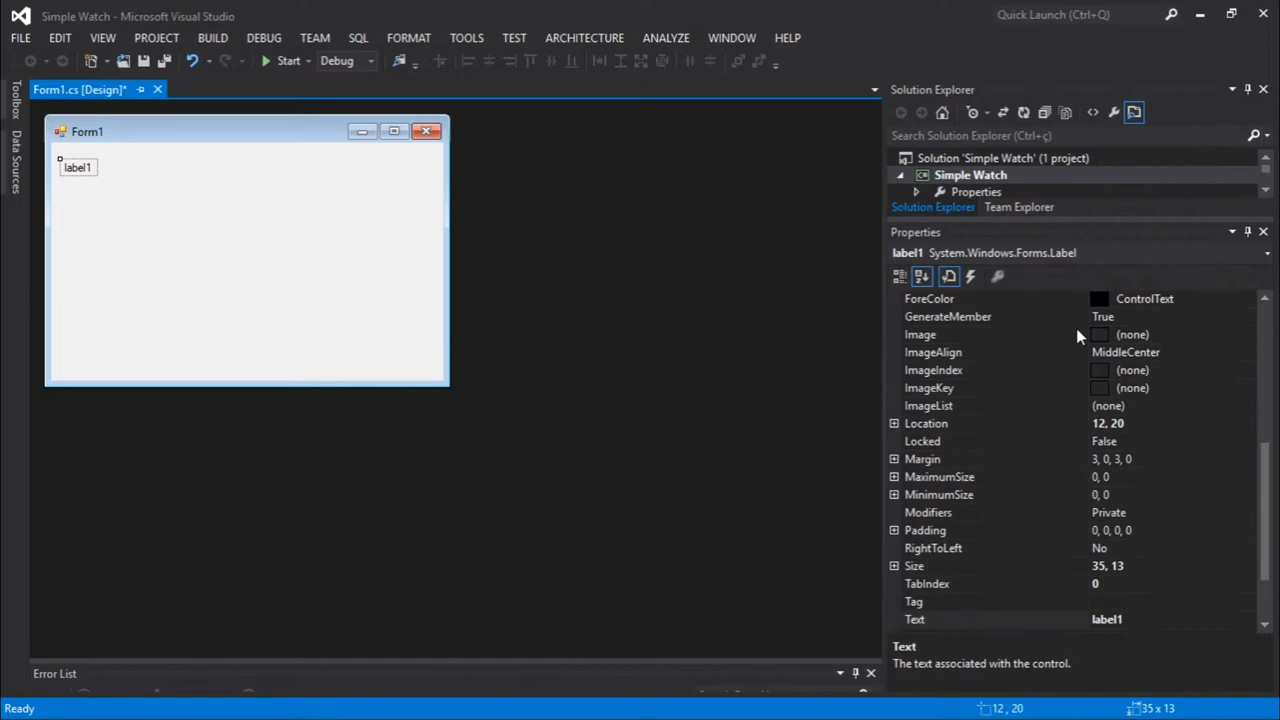 Simple Watch - Microsoft Visual Studio
Quick Launch (Ctrl+Q)
FILE EDIT VIEW PROJECT BUILD DEBUG TEAM SQL FORMAT TOOLS TEST ARCHITECTURE ANALYZE WINDOW HELP
Start Debug
Toolbox
Data Sources
Form1.cs [Design]*
Form1
label1
Solution Explorer
Search Solution Explorer (Ctrl+ç)
Solution 'Simple Watch' (1 project)
C# Simple Watch
Properties
Solution Explorer Team Explorer
Properties
label1 System.Windows.Forms.Label
ForeColor ControlText
GenerateMember True
Image (none)
ImageAlign MiddleCenter
ImageIndex (none)
ImageKey (none)
ImageList (none)
Location 12, 20
Locked False
Margin 3, 0, 3, 0
MaximumSize 0, 0
MinimumSize 0, 0
Modifiers Private
Padding 0, 0, 0, 0
RightToLeft No
Size 35, 13
TabIndex 0
Tag
Text label1
Text
The text associated with the control.
Error List
Ready
12 , 20
35 x 13